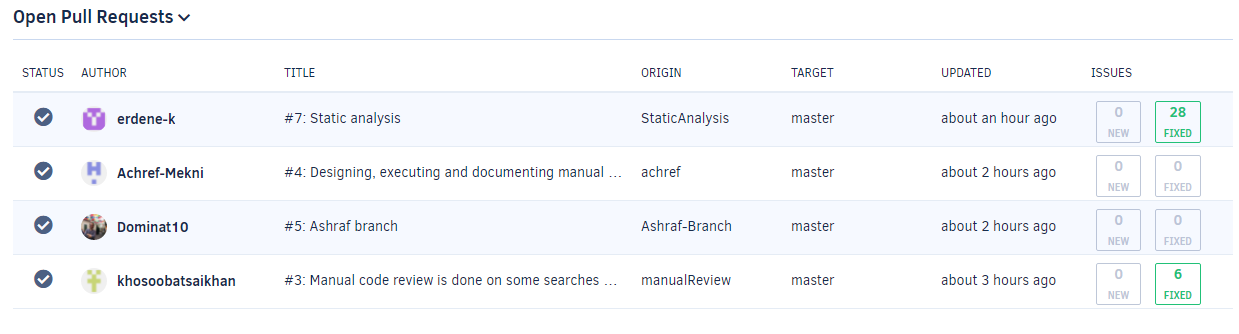 Open Pull Requests
STATUS AUTHOR TITLE ORIGIN TARGET UPDATED ISSUES
erdene-k #7: Static analysis StaticAnalysis master about an hour ago 0 NEW 28 FIXED
Achref-Mekni #4: Designing, executing and documenting manual ... achref master about 2 hours ago 0 NEW 0 FIXED
Dominat10 #5: Ashraf branch Ashraf-Branch master about 2 hours ago 0 NEW 0 FIXED
khosoobatsaikhan #3: Manual code review is done on some searches ... manualReview master about 3 hours ago 0 NEW 6 FIXED